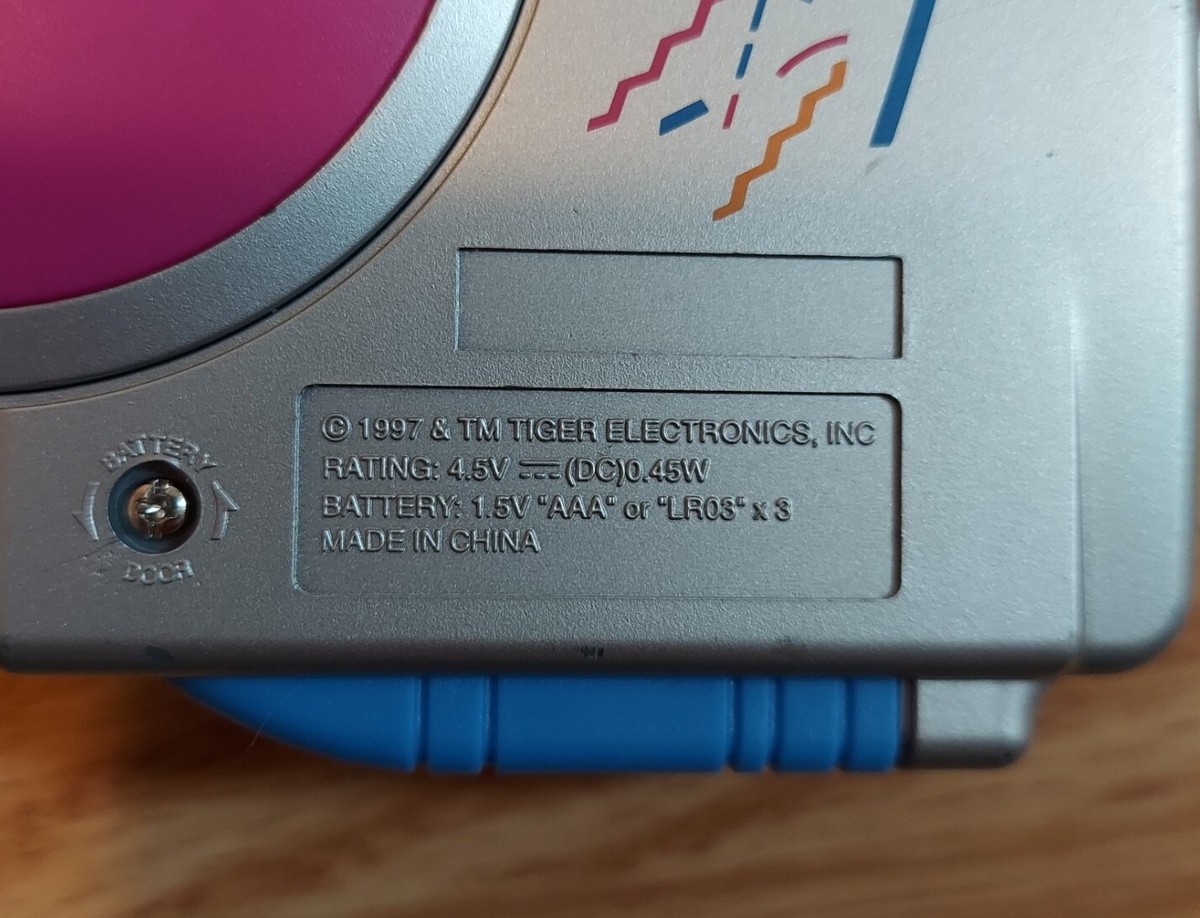 © 1997 & TM TIGER ELECTRONICS, INC
RATING: 4.5V ⎓ (DC)0.45W
BATTERY: 1.5V "AAA" or "LR03" x 3
MADE IN CHINA
BATTERY
DOOR